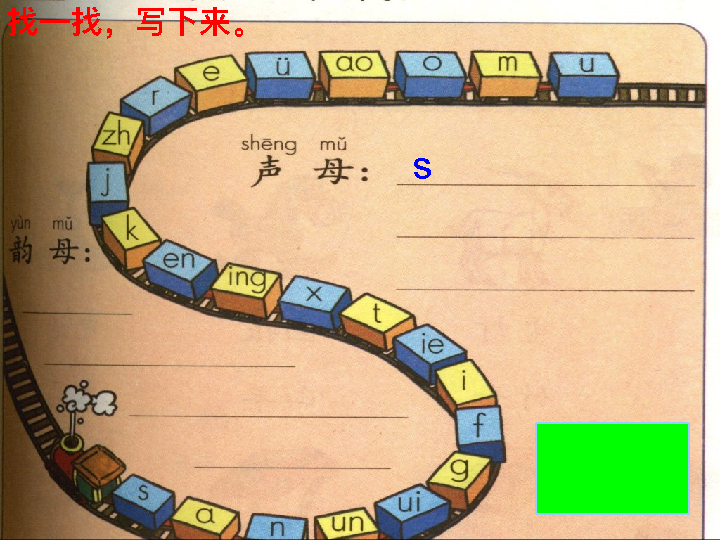 找一找，写下来。
e ü ɑo o m u
r
zh
shēng mǔ
声 母： S
j
yùn mǔ
韵 母：
k
en ing x t
ie
i
f
g
s ɑ n un ui